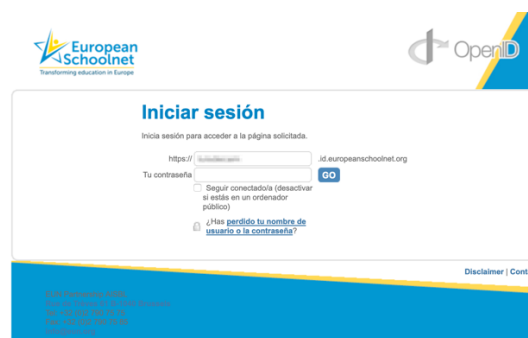 European
Schoolnet
Transforming education in Europe
OpenID
Iniciar sesión
Inicia sesión para acceder a la página solicitada.
https:// .id.europeanschoolnet.org
Tu contraseña GO
Seguir conectado/a (desactivar
si estás en un ordenador
público)
¿Has perdido tu nombre de
usuario o la contraseña?
Disclaimer | Cont